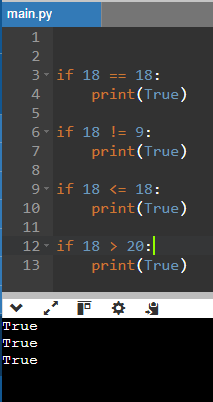 main.py
1
2
3 if 18 == 18:
4     print(True)
5
6 if 18 != 9:
7     print(True)
8
9 if 18 <= 18:
10     print(True)
11
12 if 18 > 20:
13     print(True)
True
True
True